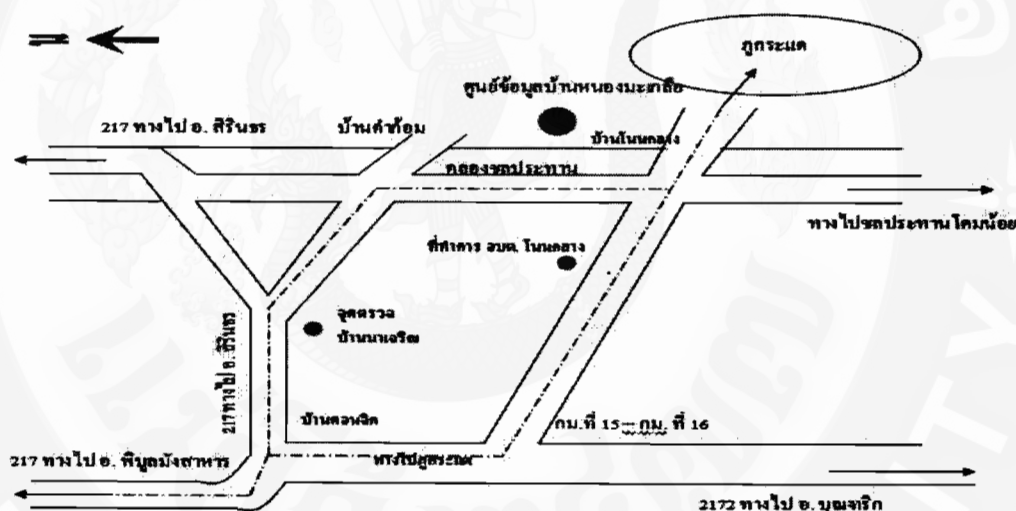 น
ภูกระแต
ศูนย์ข้อมูลบ้านหนองมะเกลือ
217 ทางไป อ. สิรินธร
บ้านคำก้อม
บ้านโนนกลาง
คลองชลประทาน
ทางไปชลประทานโดมน้อย
ที่ทำการ อบต. โนนกลาง
จุดตรวจ
บ้านนาเจริญ
217 ทางไป อ. สิรินธร
บ้านดอนจิก
กม.ที่ 15 – กม. ที่ 16
217 ทางไป อ. พิบูลมังสาหาร
ทางไปภูกระแต
2172 ทางไป อ. บุณฑริก